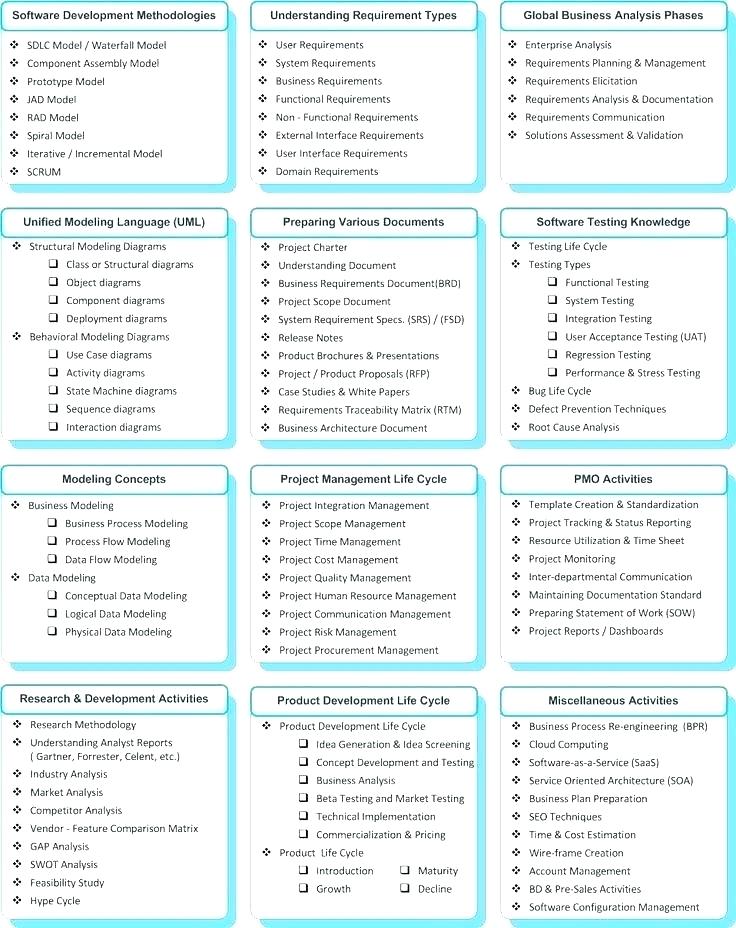 Software Development Methodologies
SDLC Model / Waterfall Model
Component Assembly Model
Prototype Model
JAD Model
RAD Model
Spiral Model
Iterative / Incremental Model
SCRUM
Understanding Requirement Types
User Requirements
System Requirements
Business Requirements
Functional Requirements
Non - Functional Requirements
External Interface Requirements
User Interface Requirements
Domain Requirements
Global Business Analysis Phases
Enterprise Analysis
Requirements Planning & Management
Requirements Elicitation
Requirements Analysis & Documentation
Requirements Communication
Solutions Assessment & Validation
Unified Modeling Language (UML)
Structural Modeling Diagrams
Class or Structural diagrams
Object diagrams
Component diagrams
Deployment diagrams
Behavioral Modeling Diagrams
Use Case diagrams
Activity diagrams
State Machine diagrams
Sequence diagrams
Interaction diagrams
Preparing Various Documents
Project Charter
Understanding Document
Business Requirements Document(BRD)
Project Scope Document
System Requirement Specs. (SRS) / (FSD)
Release Notes
Product Brochures & Presentations
Project / Product Proposals (RFP)
Case Studies & White Papers
Requirements Traceability Matrix (RTM)
Business Architecture Document
Software Testing Knowledge
Testing Life Cycle
Testing Types
Functional Testing
System Testing
Integration Testing
User Acceptance Testing (UAT)
Regression Testing
Performance & Stress Testing
Bug Life Cycle
Defect Prevention Techniques
Root Cause Analysis
Modeling Concepts
Business Modeling
Business Process Modeling
Process Flow Modeling
Data Flow Modeling
Data Modeling
Conceptual Data Modeling
Logical Data Modeling
Physical Data Modeling
Project Management Life Cycle
Project Integration Management
Project Scope Management
Project Time Management
Project Cost Management
Project Quality Management
Project Human Resource Management
Project Communication Management
Project Risk Management
Project Procurement Management
PMO Activities
Template Creation & Standardization
Project Tracking & Status Reporting
Resource Utilization & Time Sheet
Project Monitoring
Inter-departmental Communication
Maintaining Documentation Standard
Preparing Statement of Work (SOW)
Project Reports / Dashboards
Research & Development Activities
Research Methodology
Understanding Analyst Reports
( Gartner, Forrester, Celent, etc.)
Industry Analysis
Market Analysis
Competitor Analysis
Vendor - Feature Comparison Matrix
GAP Analysis
SWOT Analysis
Feasibility Study
Hype Cycle
Product Development Life Cycle
Product Development Life Cycle
Idea Generation & Idea Screening
Concept Development and Testing
Business Analysis
Beta Testing and Market Testing
Technical Implementation
Commercialization & Pricing
Product Life Cycle
Introduction Maturity
Growth Decline
Miscellaneous Activities
Business Process Re-engineering (BPR)
Cloud Computing
Software-as-a-Service (SaaS)
Service Oriented Architecture (SOA)
Business Plan Preparation
SEO Techniques
Time & Cost Estimation
Wire-frame Creation
Account Management
BD & Pre-Sales Activities
Software Configuration Management